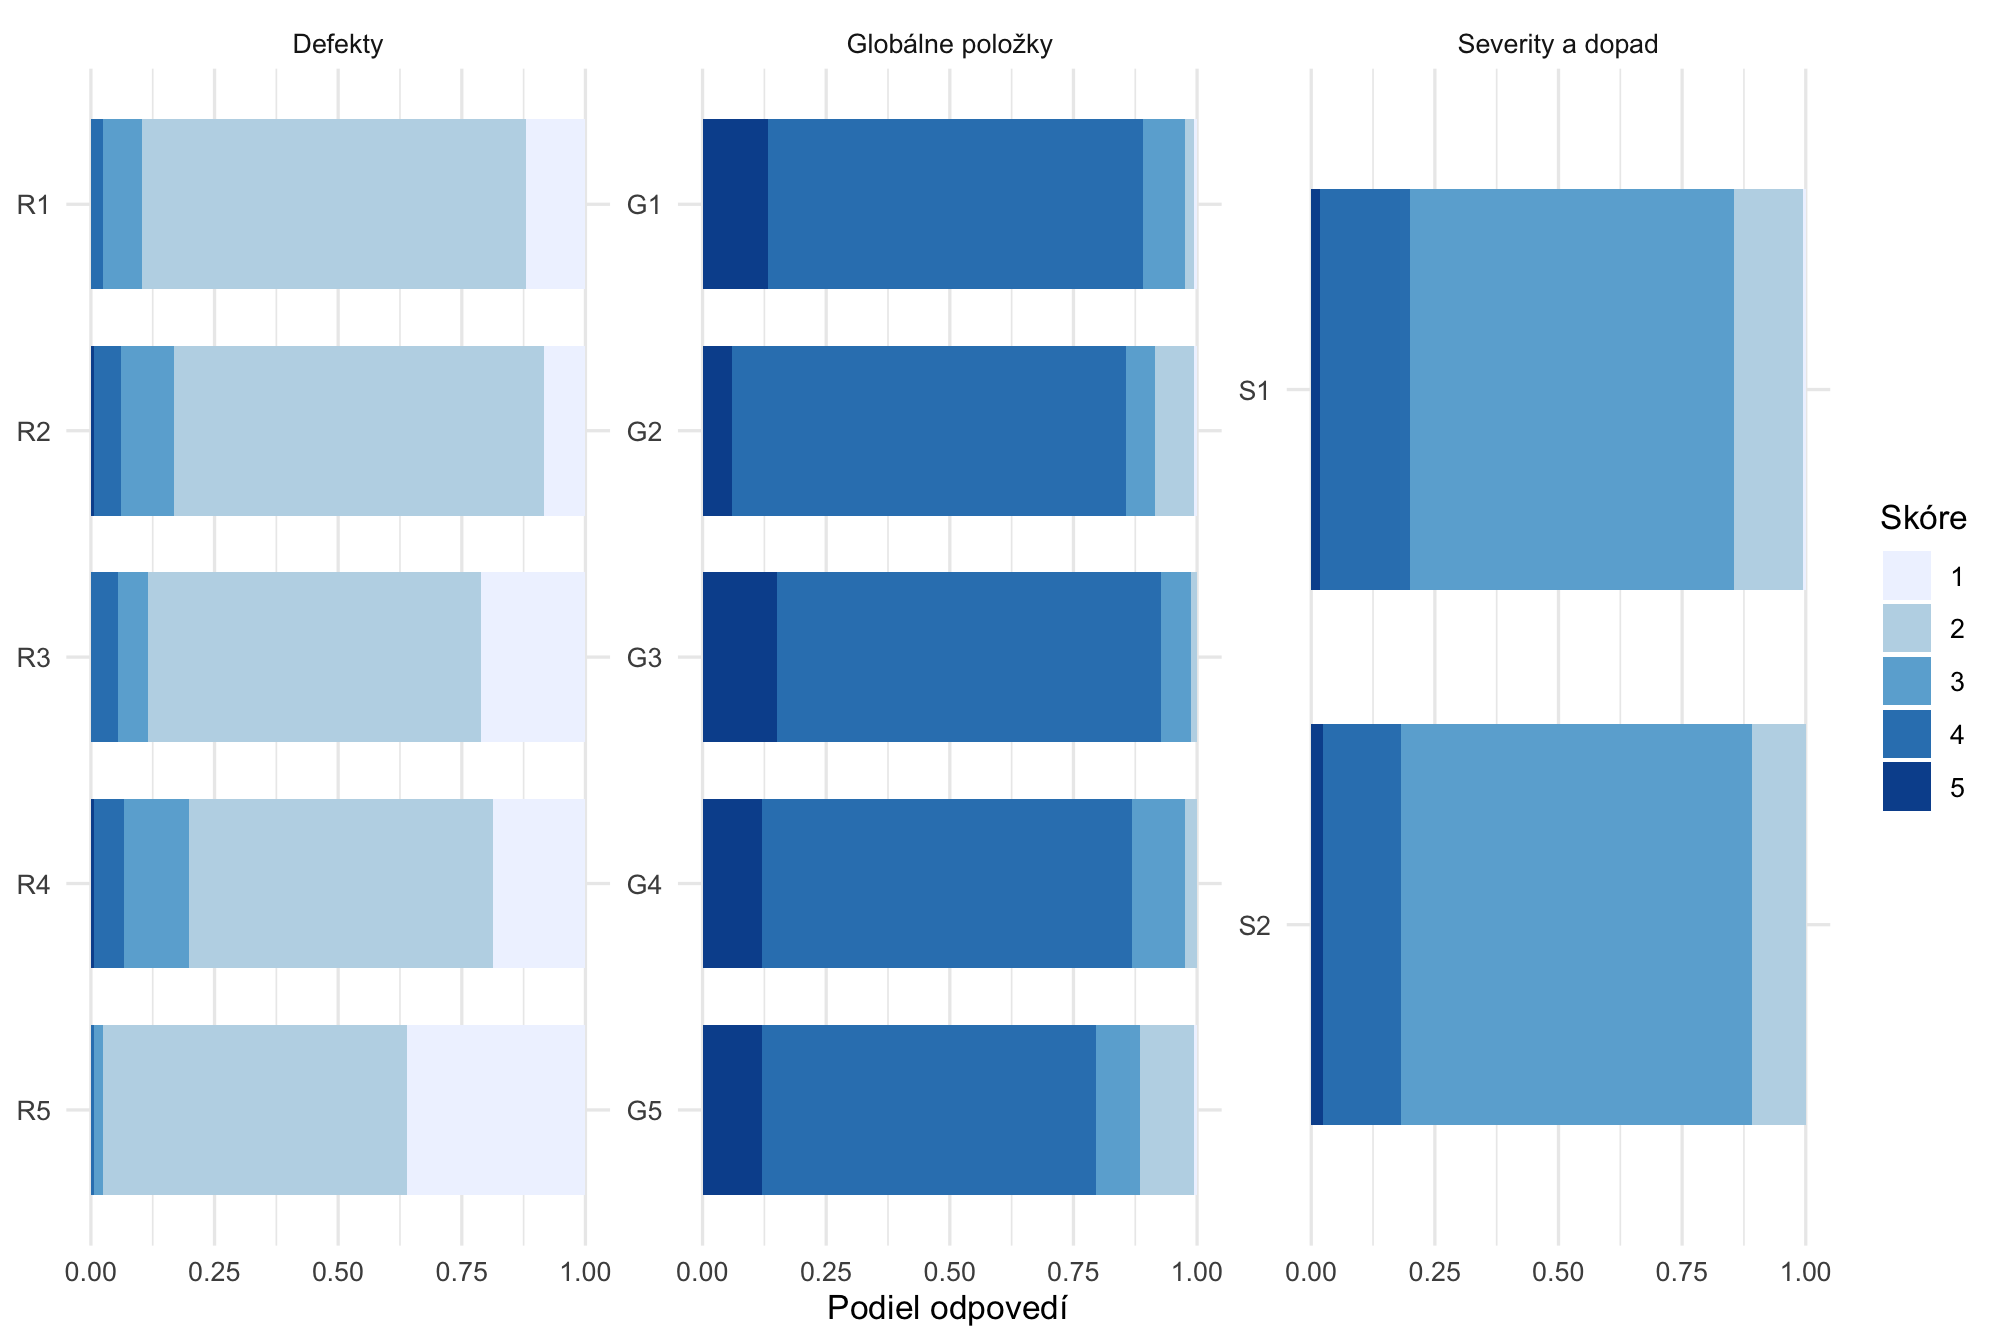 Defekty
Globálne položky
Severity a dopad
R1
R2
R3
R4
R5
G1
G2
G3
G4
G5
S1
S2
0.00 0.25 0.50 0.75 1.00
0.00 0.25 0.50 0.75 1.00
0.00 0.25 0.50 0.75 1.00
Podiel odpovedí
Skóre
1
2
3
4
5